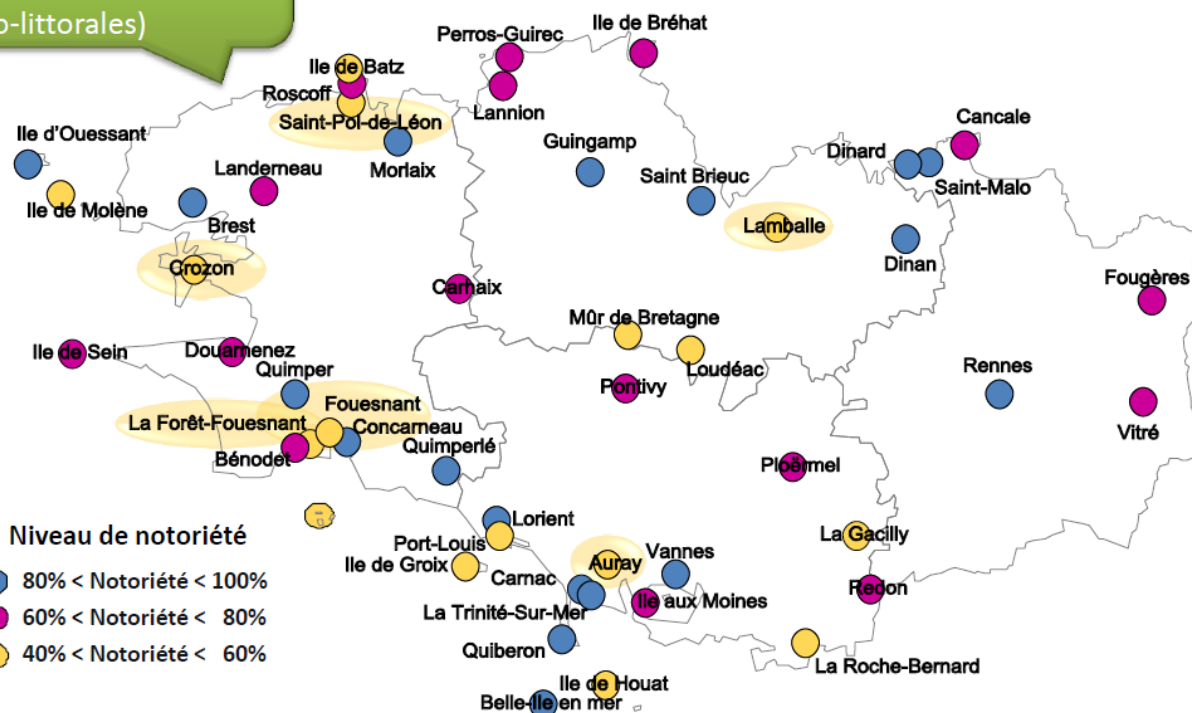 o-littorales)
Perros-Guirec
Ile de Bréhat
Ile de Batz
Roscoff
Lannion
Saint-Pol-de-Léon
Cancale
Ile d'Ouessant
Guingamp
Dinard
Landerneau
Morlaix
Saint Brieuc
Saint-Malo
Ile de Molène
Brest
Lamballe
Dinan
Crozon
Fougères
Carhaix
Mûr de Bretagne
Ile de Sein
Douarnenez
Quimper
Loudéac
Rennes
Pontivy
Fouesnant
La Forêt-Fouesnant
Concarneau
Vitré
Quimperlé
Bénodet
Ploërmel
Lorient
Niveau de notoriété
La Gacilly
Port-Louis
Vannes
Ile de Groix
Auray
Carnac
80% < Notoriété < 100%
Redon
Ile aux Moines
La Trinité-Sur-Mer
60% < Notoriété < 80%
Quiberon
40% < Notoriété < 60%
La Roche-Bernard
Ile de Houat
Belle-Ile en mer